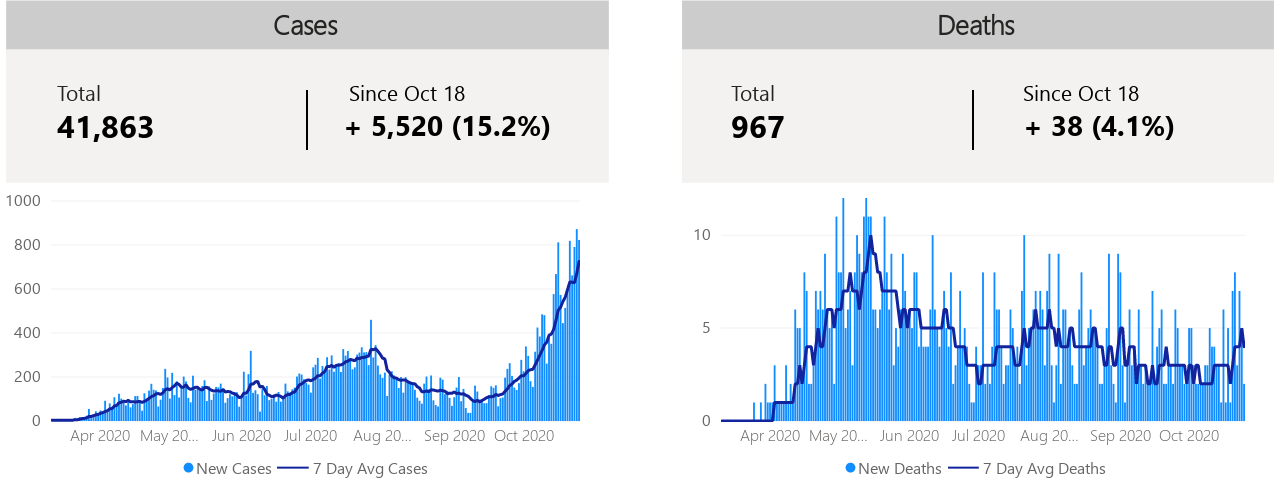 Cases
Total
Since Oct 18
41,863
+ 5,520 (15.2%)
1000
800
600
400
200
0
Apr 2020 May 20... Jun 2020 Jul 2020 Aug 20... Sep 2020 Oct 2020
New Cases 7 Day Avg Cases
Deaths
Total
Since Oct 18
967
+ 38 (4.1%)
10
5
0
Apr 2020 May 20... Jun 2020 Jul 2020 Aug 20... Sep 2020 Oct 2020
New Deaths 7 Day Avg Deaths